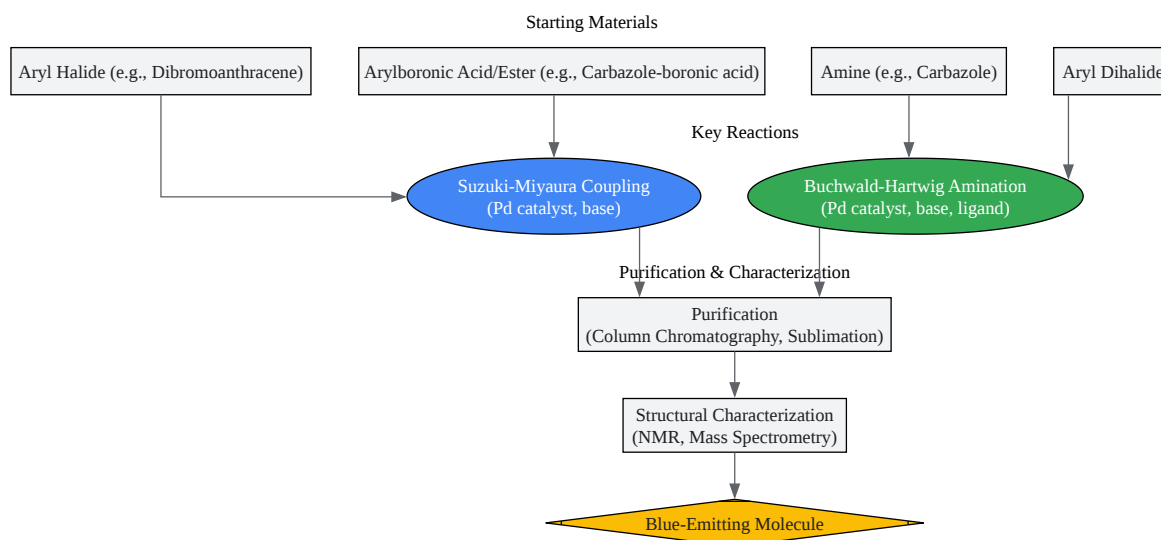 Starting Materials
Aryl Halide (e.g., Dibromoanthracene)
Arylboronic Acid/Ester (e.g., Carbazole-boronic acid)
Amine (e.g., Carbazole)
Aryl Dihalide
Key Reactions
Suzuki-Miyaura Coupling
(Pd catalyst, base)
Buchwald-Hartwig Amination
(Pd catalyst, base, ligand)
Purification & Characterization
Purification
(Column Chromatography, Sublimation)
Structural Characterization
(NMR, Mass Spectrometry)
Blue-Emitting Molecule